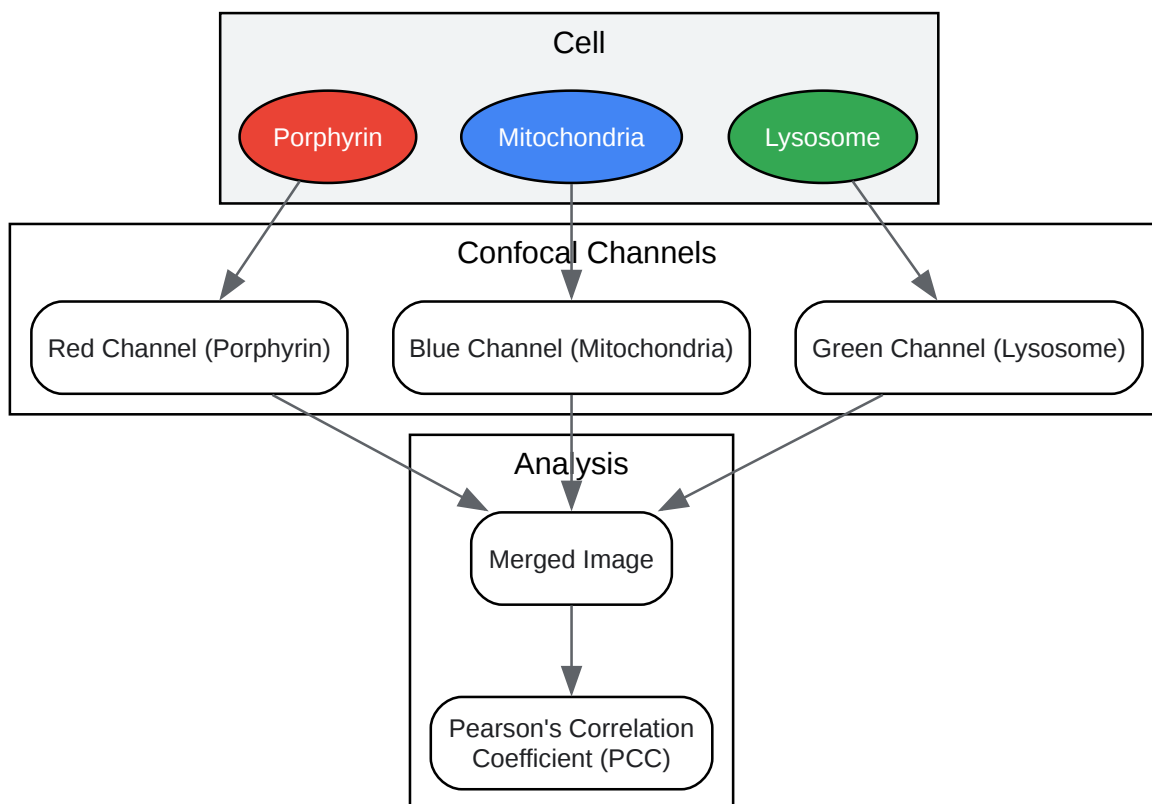 Cell
Porphyrin
Mitochondria
Lysosome
Confocal Channels
Red Channel (Porphyrin)
Blue Channel (Mitochondria)
Green Channel (Lysosome)
Analysis
Merged Image
Pearson's Correlation
Coefficient (PCC)